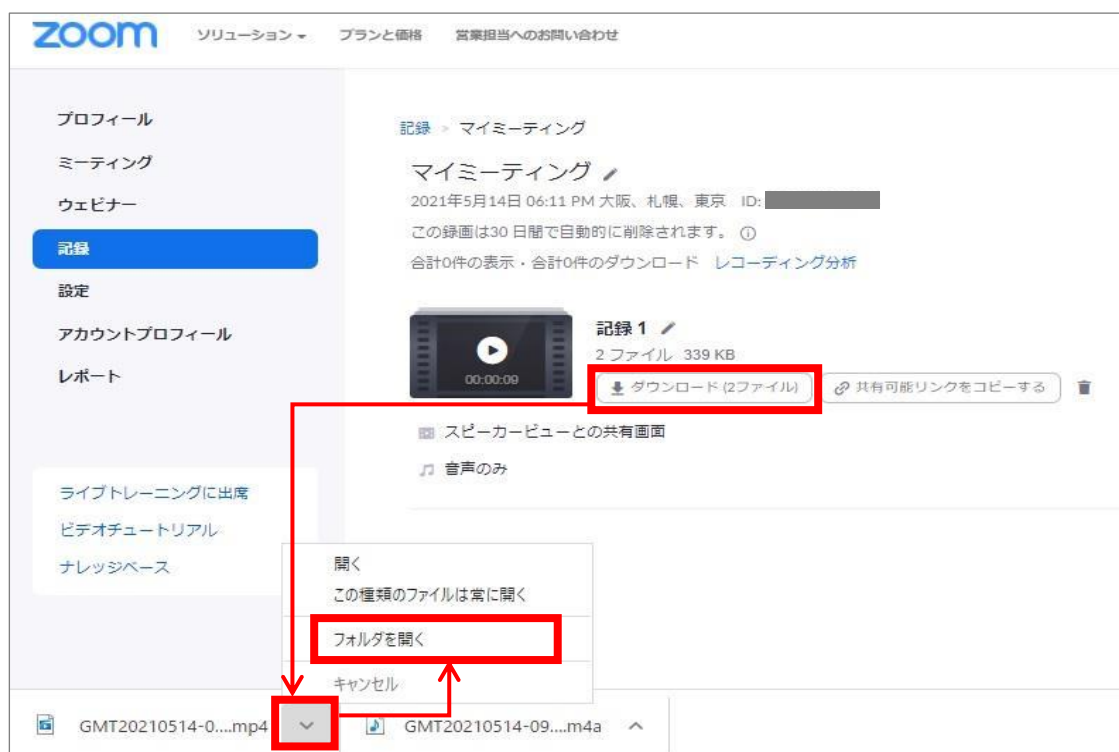 zoom ソリューション プランと価格 営業担当へのお問い合わせ
プロフィール
ミーティング
ウェビナー
記録
設定
アカウントプロフィール
レポート
ライブトレーニングに出席
ビデオチュートリアル
ナレッジベース
記録 > マイミーティング
マイミーティング
2021年5月14日 06:11 PM 大阪、札幌、東京 ID:
この録画は30 日間で自動的に削除されます。
合計0件の表示・合計0件のダウンロード レコーディング分析
00:00:09
記録 1
2 ファイル 339 KB
ダウンロード (2ファイル) 共有可能リンクをコピーする
スピーカービューとの共有画面
音声のみ
開く
この種類のファイルは常に開く
フォルダを開く
キャンセル
GMT20210514-0....mp4 GMT20210514-09....m4a